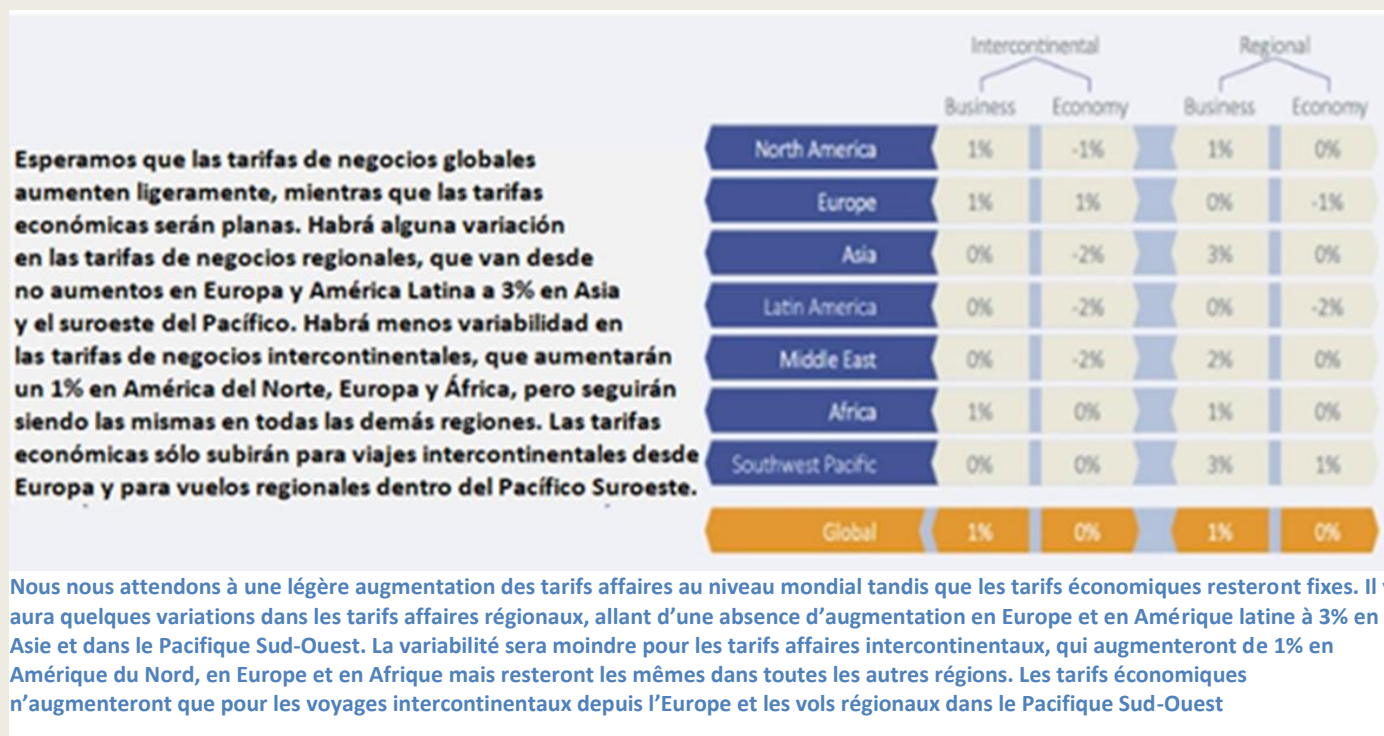 Intercontinental Regional
Business Economy Business Economy
Esperamos que las tarifas de negocios globales
aumenten ligeramente, mientras que las tarifas
económicas serán planas. Habrá alguna variación
en las tarifas de negocios regionales, que van desde
no aumentos en Europa y América Latina a 3% en Asia
y el suroeste del Pacífico. Habrá menos variabilidad en
las tarifas de negocios intercontinentales, que aumentarán
un 1% en América del Norte, Europa y África, pero seguirán
siendo las mismas en todas las demás regiones. Las tarifas
económicas sólo subirán para viajes intercontinentales desde
Europa y para vuelos regionales dentro del Pacífico Suroeste.
North America 1% -1% 1% 0%
Europe 1% 1% 0% -1%
Asia 0% -2% 3% 0%
Latin America 0% -2% 0% -2%
Middle East 0% -2% 2% 0%
Africa 1% 0% 1% 0%
Southwest Pacific 0% 0% 3% 1%
Global 1% 0% 1% 0%
Nous nous attendons à une légère augmentation des tarifs affaires au niveau mondial tandis que les tarifs économiques resteront fixes. Il
aura quelques variations dans les tarifs affaires régionaux, allant d'une absence d'augmentation en Europe et en Amérique latine à 3% en
Asie et dans le Pacifique Sud-Ouest. La variabilité sera moindre pour les tarifs affaires intercontinentaux, qui augmenteront de 1% en
Amérique du Nord, en Europe et en Afrique mais resteront les mêmes dans toutes les autres régions. Les tarifs économiques
n'augmenteront que pour les voyages intercontinentaux depuis l'Europe et les vols régionaux dans le Pacifique Sud-Ouest